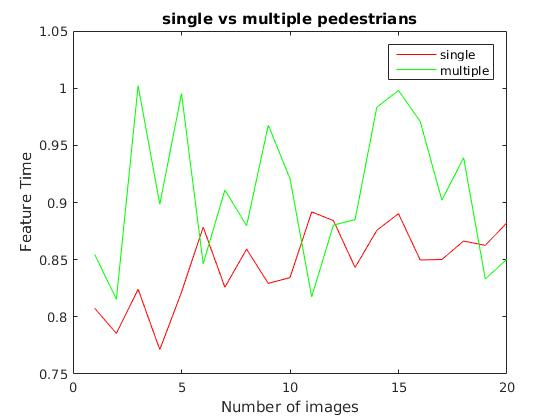 single vs multiple pedestrians
1.05
1
0.95
0.9
0.85
0.8
0.75
Feature Time
single
multiple
0
5
10
15
20
Number of images